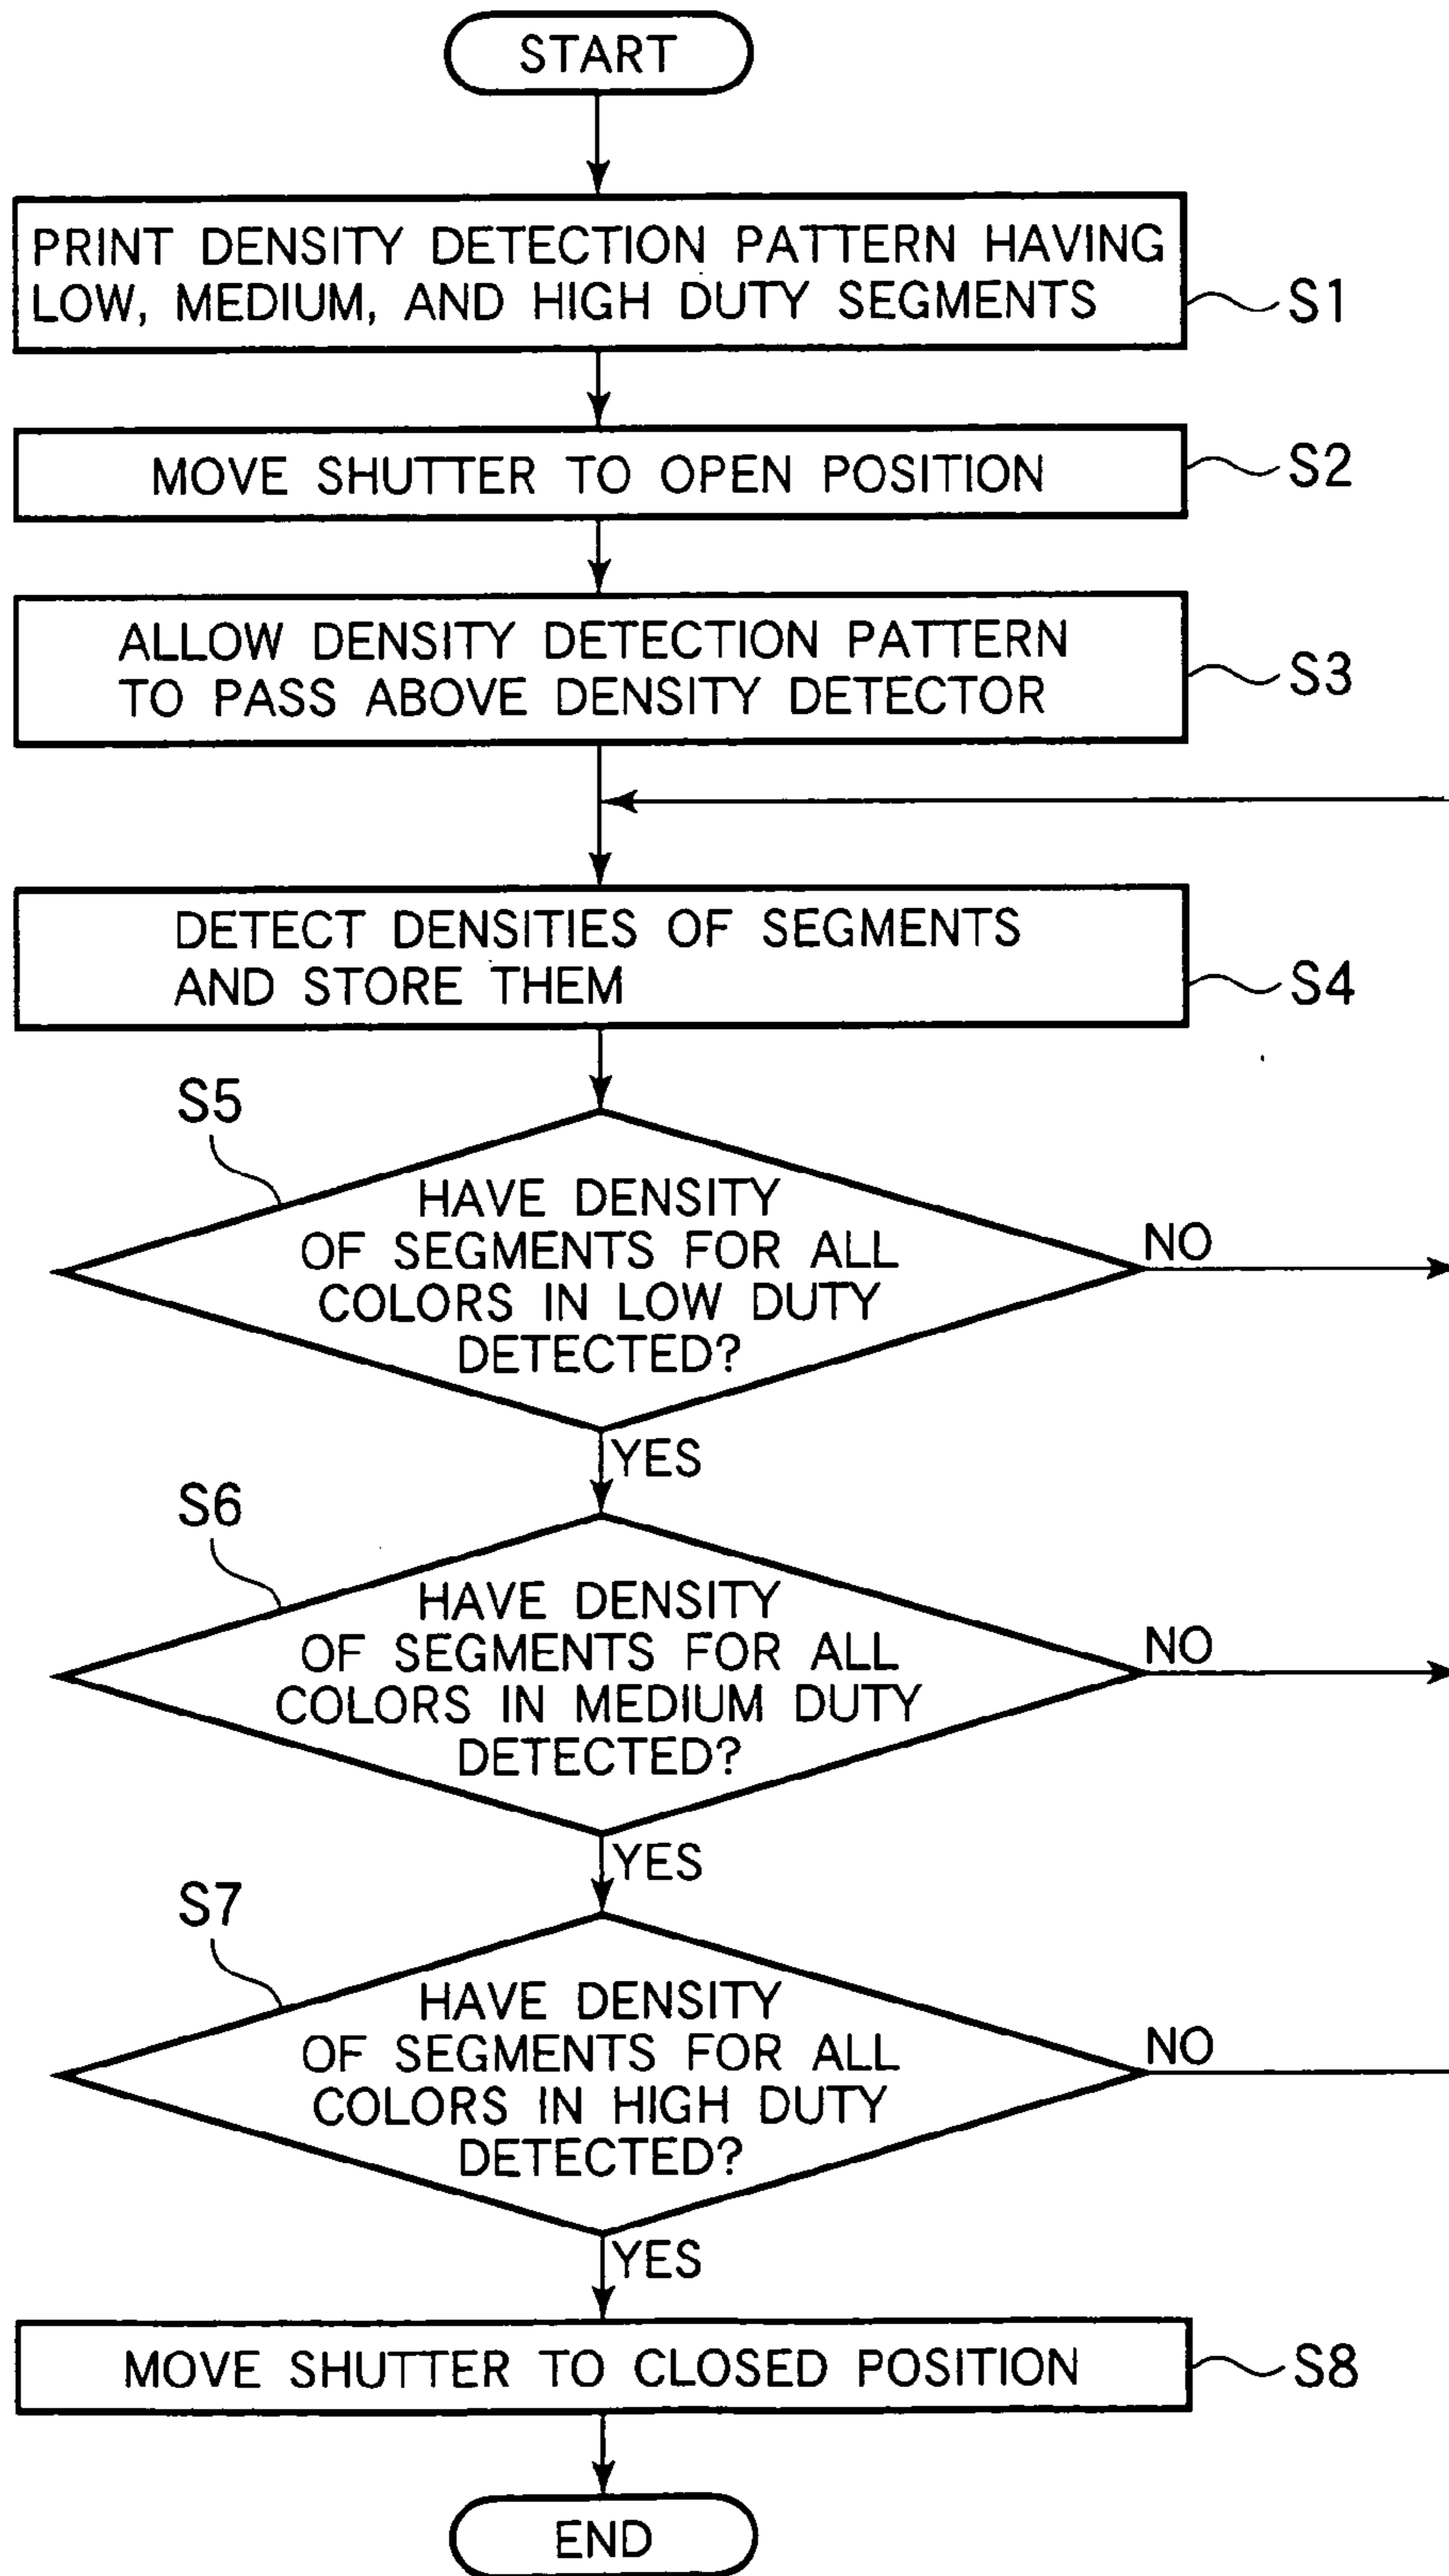 START
PRINT DENSITY DETECTION PATTERN HAVING
LOW, MEDIUM, AND HIGH DUTY SEGMENTS
S1
MOVE SHUTTER TO OPEN POSITION
S2
ALLOW DENSITY DETECTION PATTERN
TO PASS ABOVE DENSITY DETECTOR
S3
DETECT DENSITIES OF SEGMENTS
AND STORE THEM
S4
S5
HAVE DENSITY
OF SEGMENTS FOR ALL
COLORS IN LOW DUTY
DETECTED?
NO
YES
S6
HAVE DENSITY
OF SEGMENTS FOR ALL
COLORS IN MEDIUM DUTY
DETECTED?
NO
YES
S7
HAVE DENSITY
OF SEGMENTS FOR ALL
COLORS IN HIGH DUTY
DETECTED?
NO
YES
MOVE SHUTTER TO CLOSED POSITION
S8
END